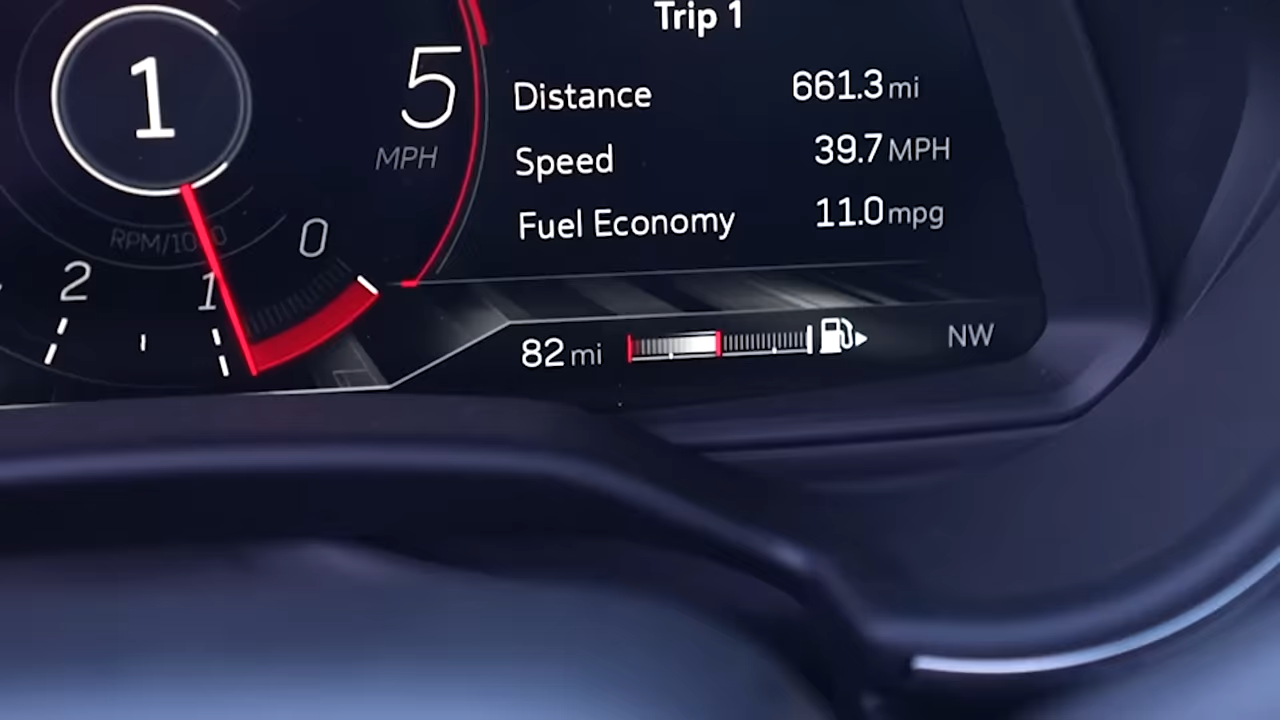 Trip 1
1
5
MPH
Distance 661.3 mi
Speed 39.7 MPH
Fuel Economy 11.0 mpg
RPM/1000
0
1
2
82 mi
NW